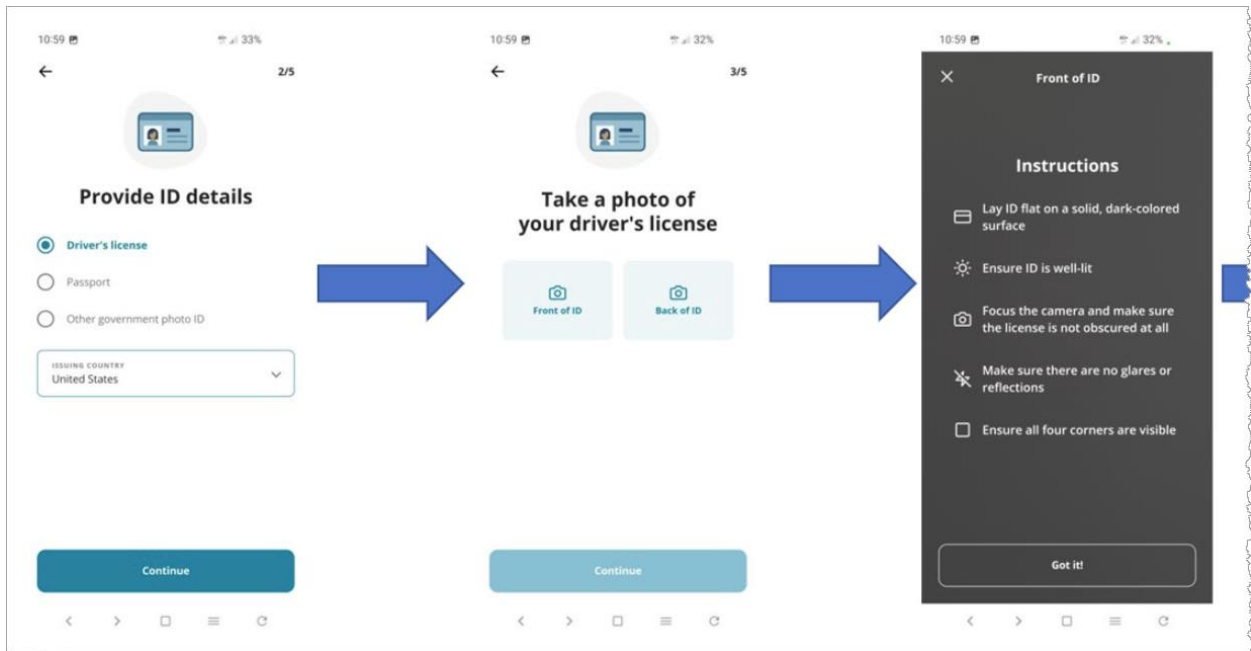 10:59 33%
2/5
Provide ID details
Driver's license
Passport
Other government photo ID
ISSUING COUNTRY
United States
Continue
10:59 32%
3/5
Take a photo of
your driver's license
Front of ID Back of ID
Continue
10:59 32%
Front of ID
Instructions
Lay ID flat on a solid, dark-colored
surface
Ensure ID is well-lit
Focus the camera and make sure
the license is not obscured at all
Make sure there are no glares or
reflections
Ensure all four corners are visible
Got it!